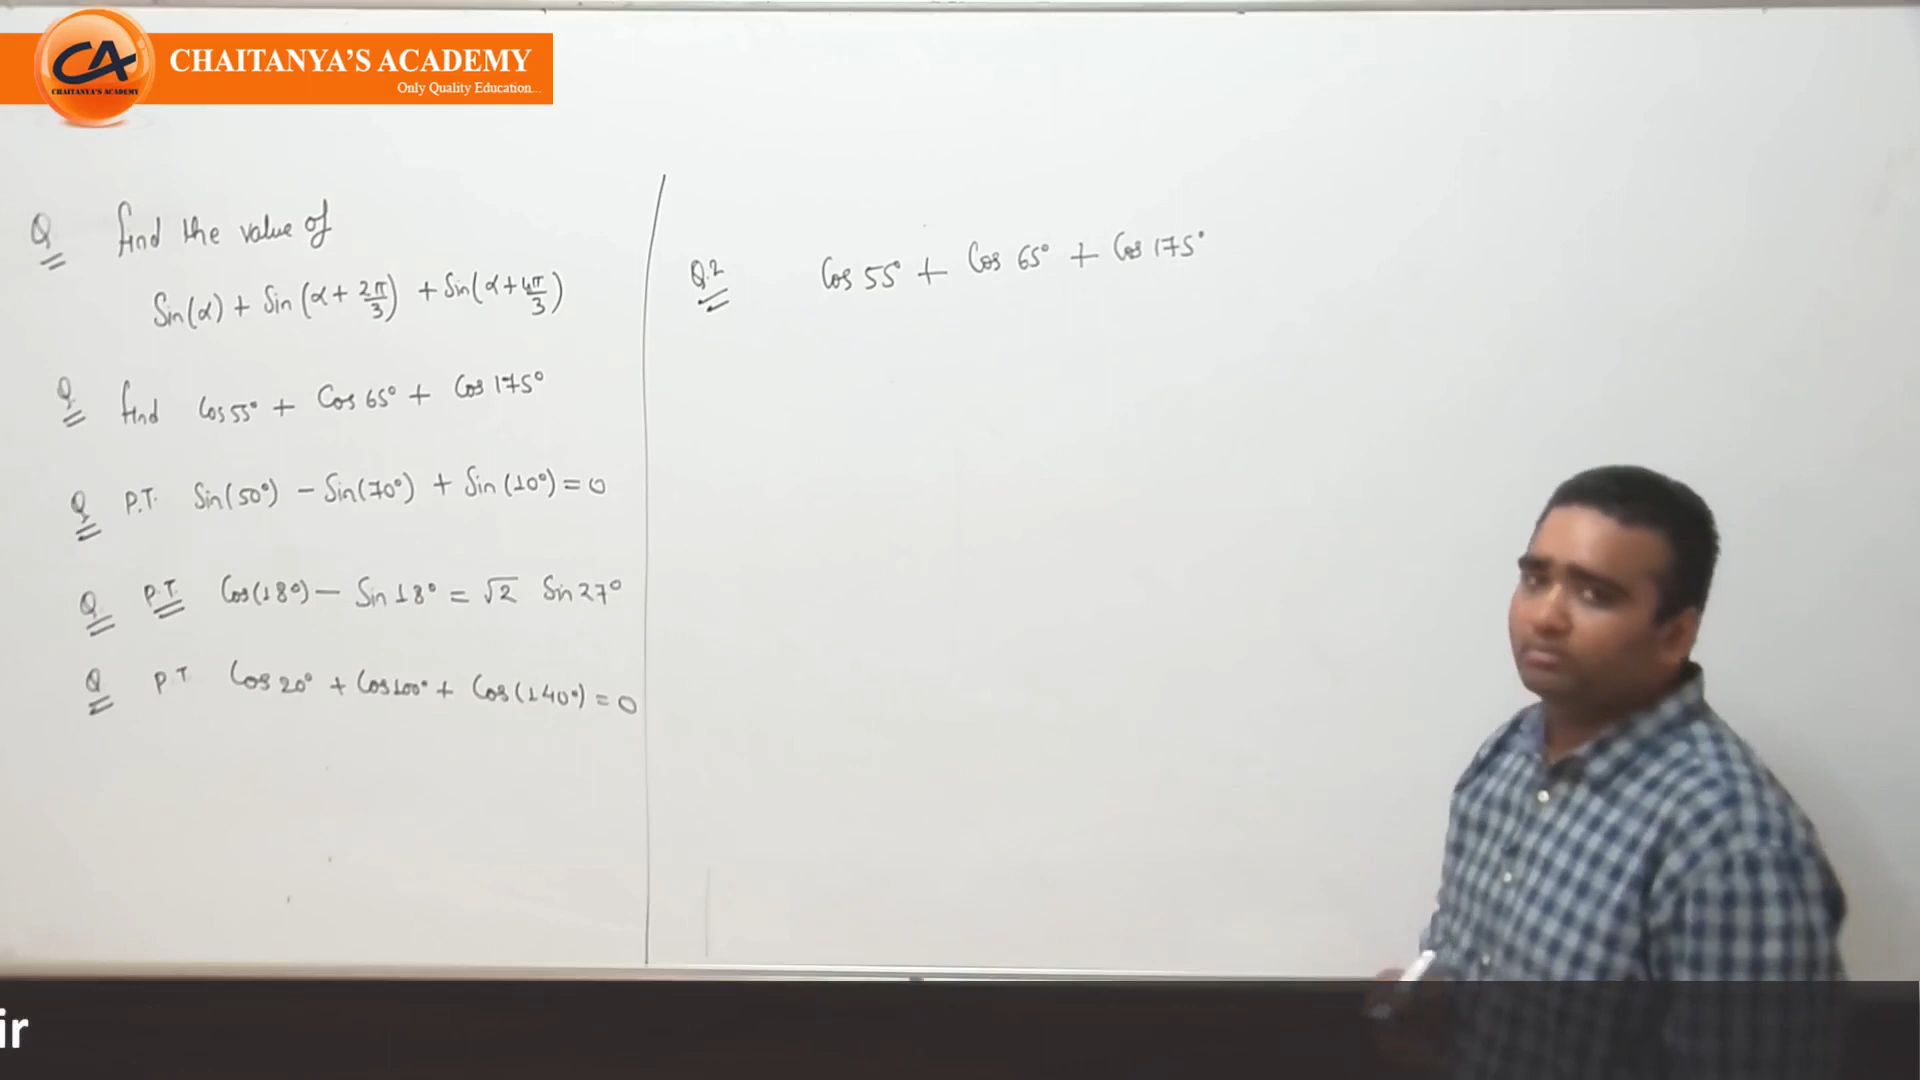 CA
CHAITANYA'S ACADEMY
CHAITANYA'S ACADEMY
Only Quality Education...
Q find the value of
Sin(α) + Sin(α + 2π/3) + Sin(α + 4π/3)
Q find Cos 55° + Cos 65° + Cos 175°
Q P.T. Sin(50°) – Sin(70°) + Sin(10°) = 0
Q P.T. Cos(18°) – Sin 18° = √2 Sin 27°
Q P.T Cos 20° + Cos 100° + Cos(140°) = 0
Q.2 Cos 55° + Cos 65° + Cos 175°
ir